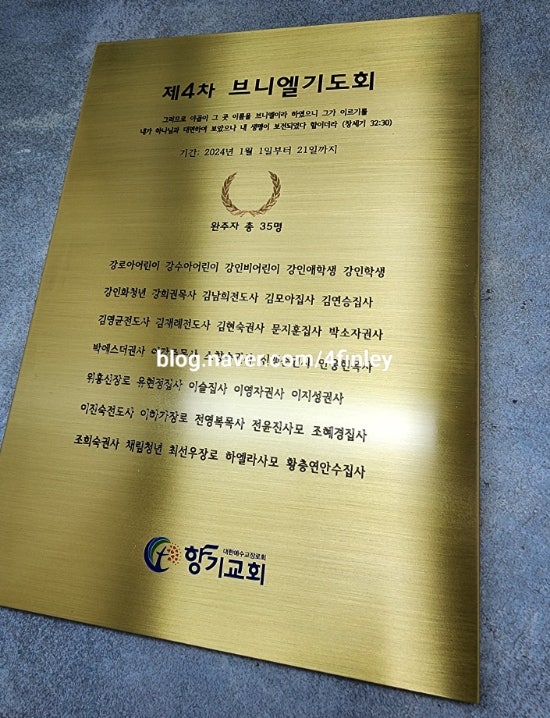 제4차 브니엘기도회
그러므로 야곱이 그 곳 이름을 브니엘이라 하였으니 그가 이르기를
내가 하나님과 대면하여 보았으나 내 생명이 보전되었다 함이더라 (창세기 32:30)
기간: 2024년 1월 1일부터 21일까지
완주자 총 35명
강로아어린이 강수아어린이 강인비어린이 강인애학생 강인학생
강인화청년 강희권목사 김남희전도사 김모아집사 김연승집사
김영균전도사 김재례전도사 김현숙권사 문지훈집사 박소자권사
박에스더권사
blog.naver.com/4finley
위홍신장로 유현정집사 이슬집사 이영자권사 이지성권사
이진숙전도사 이하가장로 전영복목사 전윤진사모 조혜경집사
조희숙권사 채림청년 최선우장로 하엘라사모 황충연안수집사
대한예수교장로회
향기교회